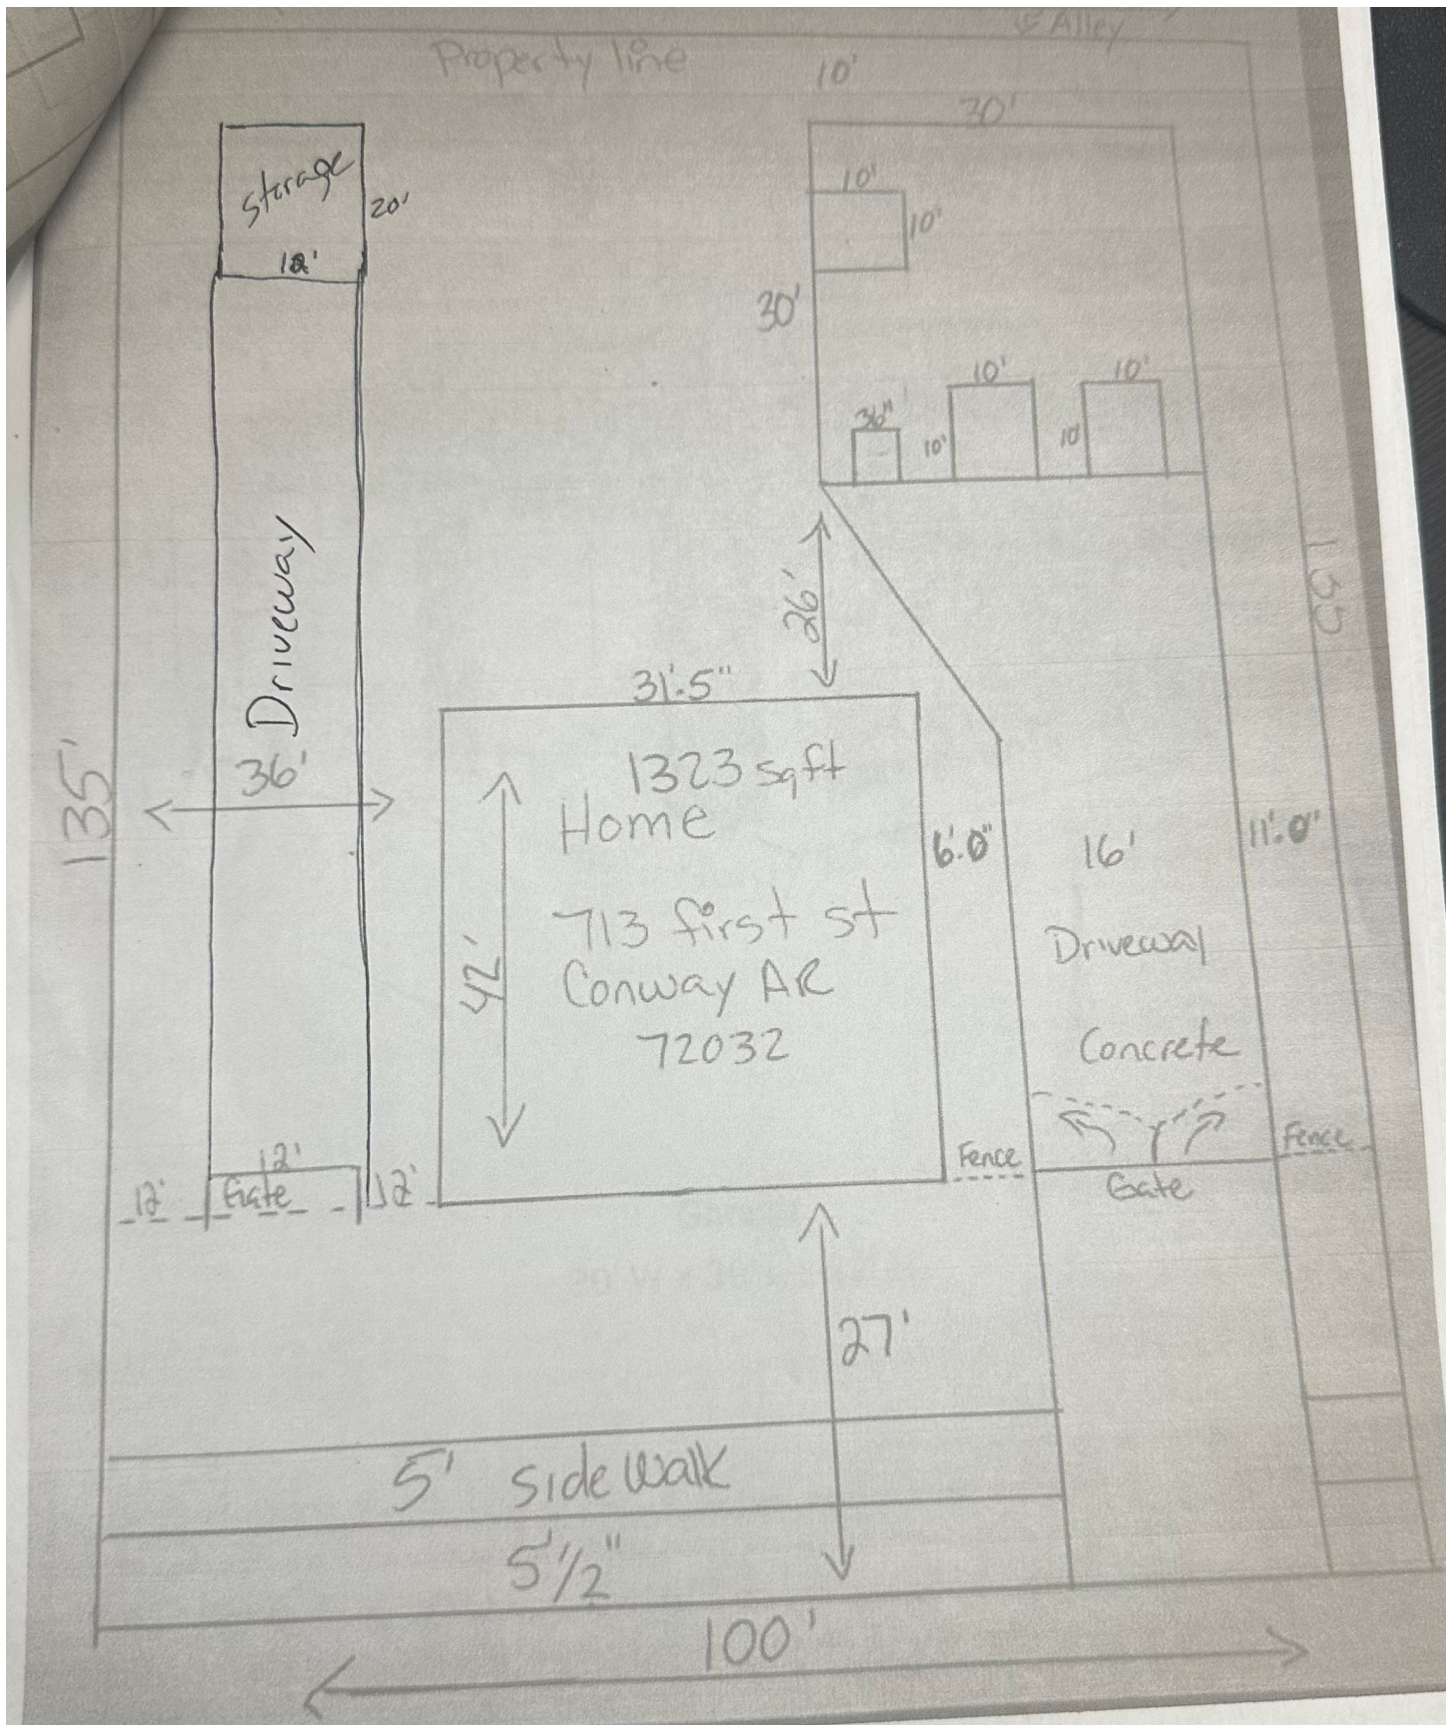 ⇐ Alley
Property line
10'
30'
storage
20'
12'
10'
10'
30'
10'
10'
36"
10'
10'
135'
26'
Driveway
31'.5"
36'
1323 sqft
Home
135'
42'
6'.0"
16'
11'.0"
713 first st
Conway AR
72032
Driveway
Concrete
12'
12'
Gate
12'
Fence
Gate
Fence
27'
5' Side Walk
5'½"
100'